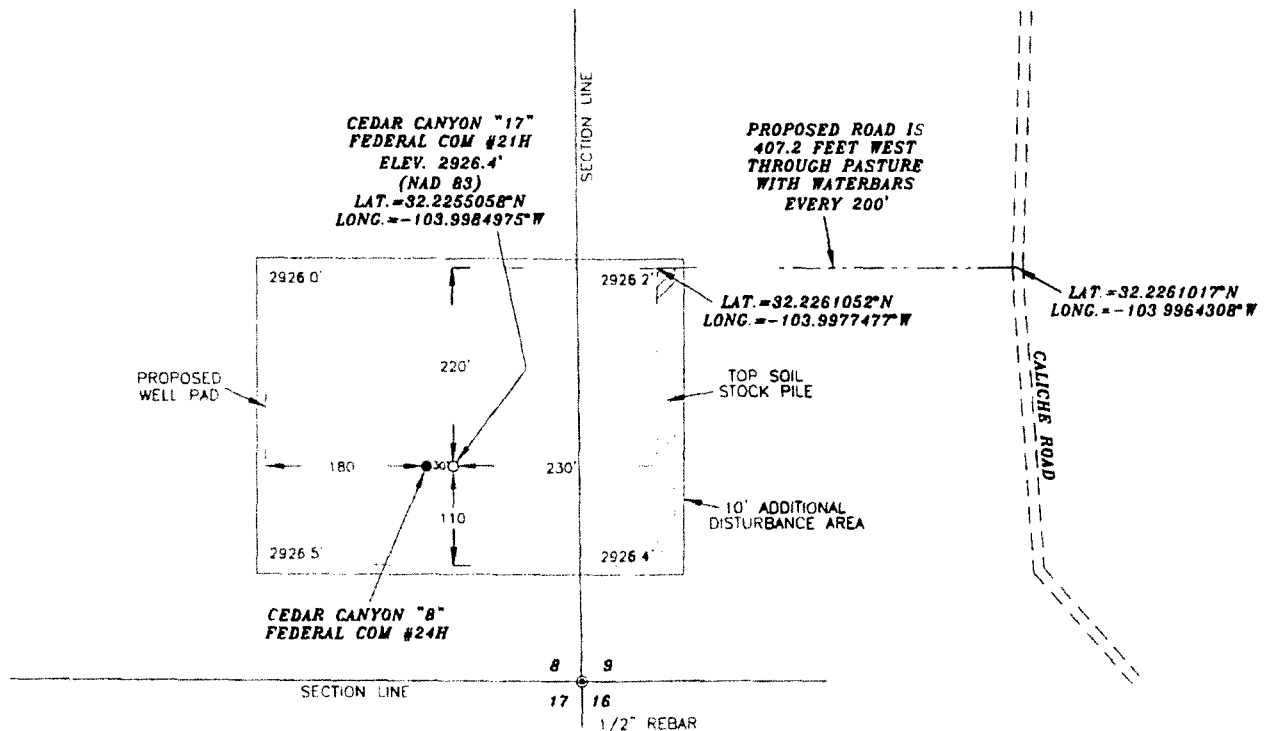 SECTION LINE
CEDAR CANYON "17"
FEDERAL COM #21H
ELEV. 2926.4'
(NAD 83)
LAT.=32.2255058°N
LONG.=-103.9984975°W
PROPOSED ROAD IS
407.2 FEET WEST
THROUGH PASTURE
WITH WATERBARS
EVERY 200'
2926.0'
2926.2'
LAT.=32.2261052°N
LONG.=-103.9977477°W
LAT.=32.2261017°N
LONG.=-103.9964308°W
220'
PROPOSED
WELL PAD
TOP SOIL
STOCK PILE
CALICHE ROAD
180
30'
230'
110
10' ADDITIONAL
DISTURBANCE AREA
2926.5'
2926.4'
CEDAR CANYON "8"
FEDERAL COM #24H
8 9
SECTION LINE
17 16
1/2" REBAR